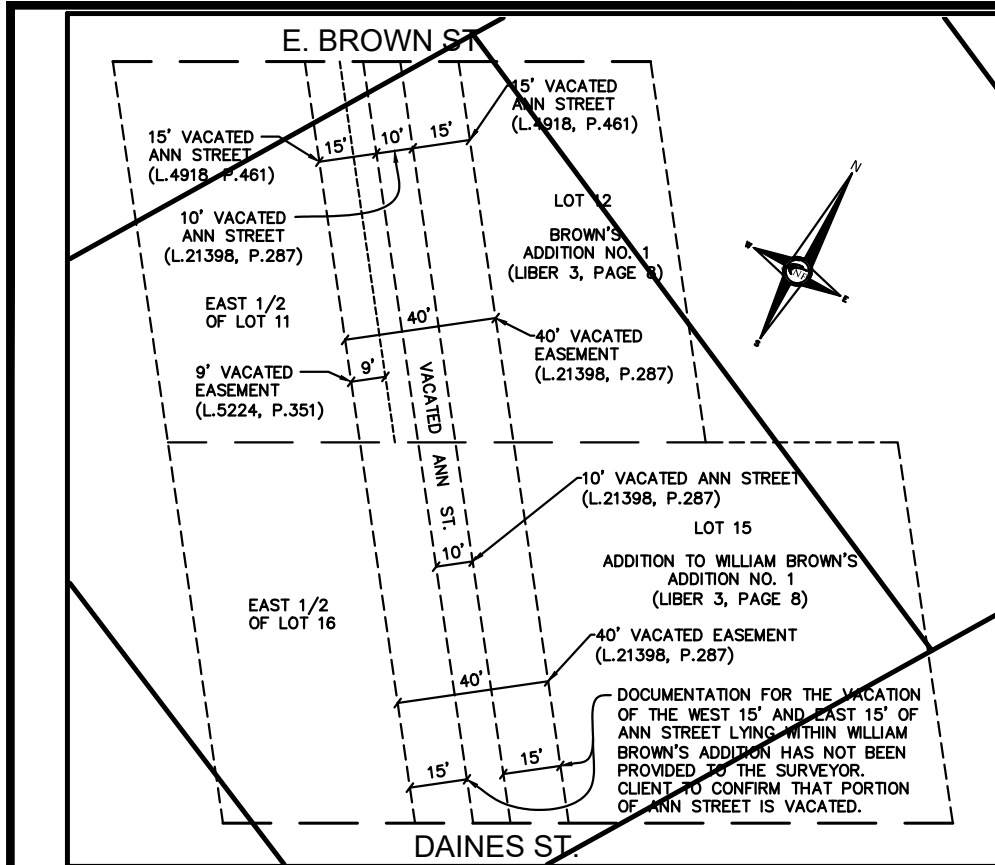 E. BROWN ST
15' VACATED
ANN STREET
(L.4918, P.461)
15' VACATED
ANN STREET
(L.4918, P.461)
15'
10'
15'
10' VACATED
ANN STREET
(L.21398, P.287)
LOT 12
BROWN'S
ADDITION NO. 1
(LIBER 3, PAGE 8)
N
W
E
S
EAST 1/2
OF LOT 11
40'
40' VACATED
EASEMENT
(L.21398, P.287)
9' VACATED
EASEMENT
(L.5224, P.351)
9'
VACATED ANN ST.
10' VACATED ANN STREET
(L.21398, P.287)
LOT 15
10'
ADDITION TO WILLIAM BROWN'S
ADDITION NO. 1
(LIBER 3, PAGE 8)
EAST 1/2
OF LOT 16
40' VACATED EASEMENT
(L.21398, P.287)
40'
DOCUMENTATION FOR THE VACATION
OF THE WEST 15' AND EAST 15' OF
ANN STREET LYING WITHIN WILLIAM
BROWN'S ADDITION HAS NOT BEEN
PROVIDED TO THE SURVEYOR.
CLIENT TO CONFIRM THAT PORTION
OF ANN STREET IS VACATED.
15'
15'
DAINES ST.